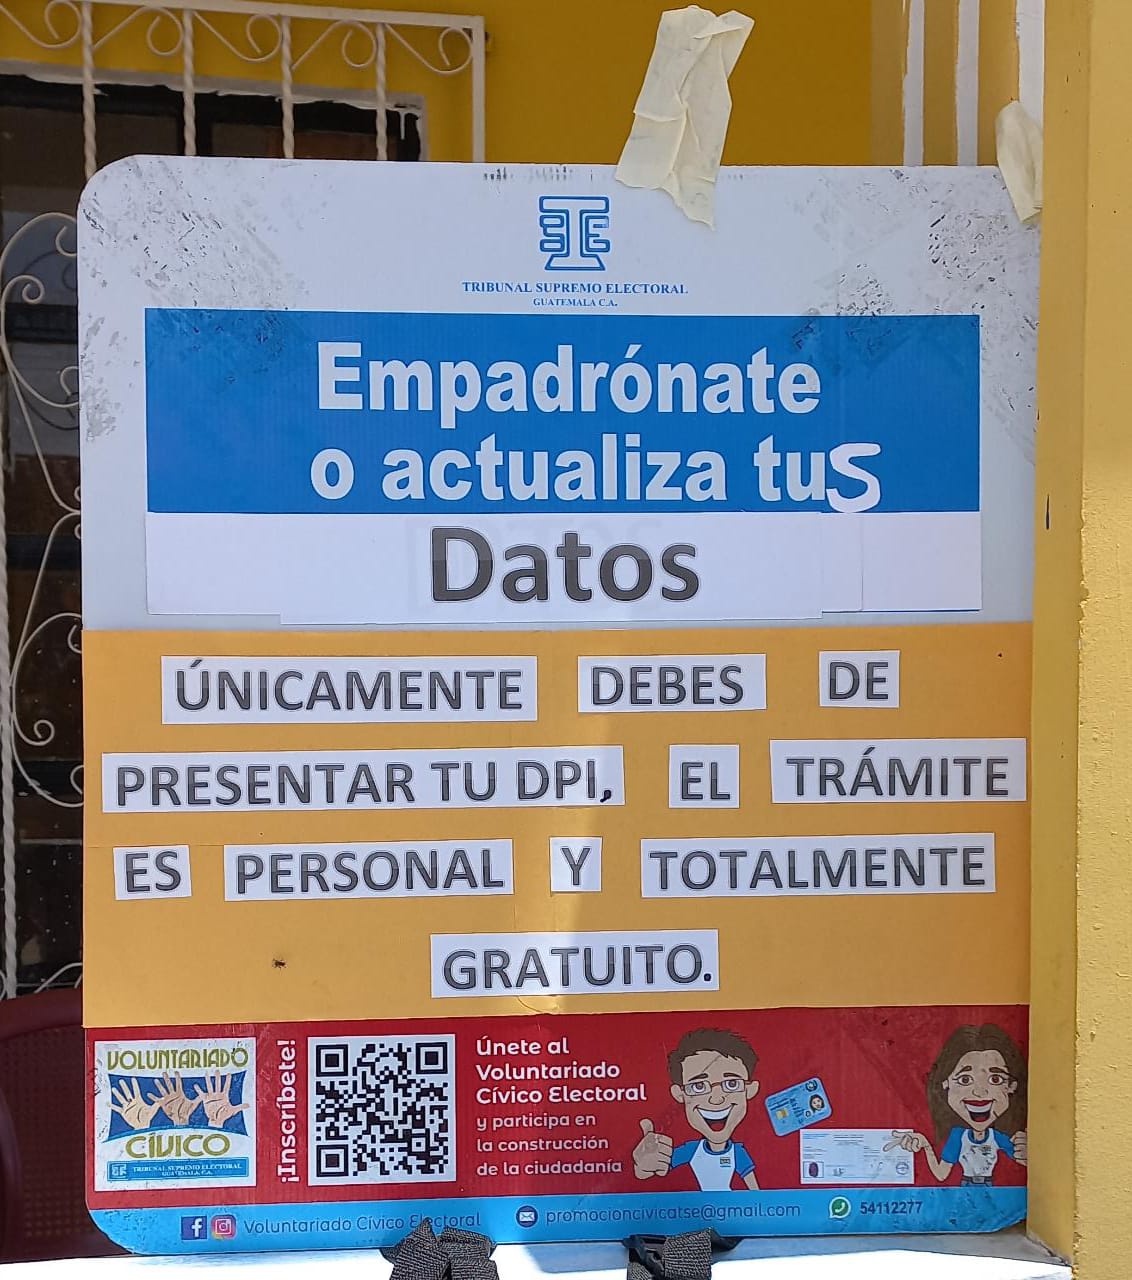 TRIBUNAL SUPREMO ELECTORAL
GUATEMALA C.A.
Empadrónate
o actualiza tus
Datos
ÚNICAMENTE DEBES DE
PRESENTAR TU DPI, EL TRÁMITE
ES PERSONAL Y TOTALMENTE
GRATUITO.
VOLUNTARIADO
CÍVICO
TRIBUNAL SUPREMO ELECTORAL
GUATEMALA, C.A.
¡Inscríbete!
Únete al
Voluntariado
Cívico Electoral
y participa en
la construcción
de la ciudadanía
Voluntariado Cívico Electoral
promocioncivicatse@gmail.com
54112277